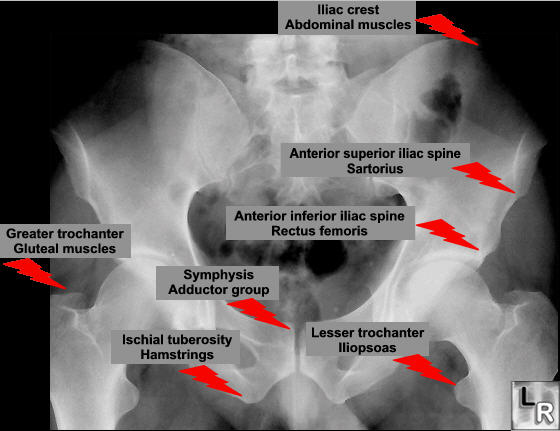 Iliac crest
Abdominal muscles
Anterior superior iliac spine
Sartorius
Anterior inferior iliac spine
Rectus femoris
Greater trochanter
Gluteal muscles
Symphysis
Adductor group
Ischial tuberosity
Hamstrings
Lesser trochanter
Iliopsoas
L
R